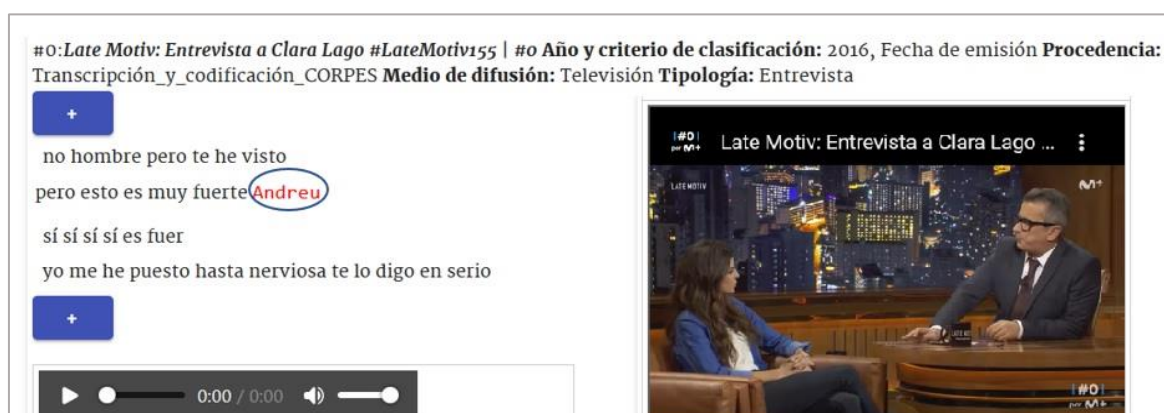 #0:Late Motiv: Entrevista a Clara Lago #LateMotiv155 | #0 Año y criterio de clasificación: 2016, Fecha de emisión Procedencia:
Transcripción_y_codificación_CORPES Medio de difusión: Televisión Tipología: Entrevista
+
no hombre pero te he visto
pero esto es muy fuerte Andreu
sí sí sí sí es fuer
yo me he puesto hasta nerviosa te lo digo en serio
+
0:00 / 0:00
#0
por M+
Late Motiv: Entrevista a Clara Lago ...
LATE MOTIV
M+
LATE MOTIV
#0
por M+